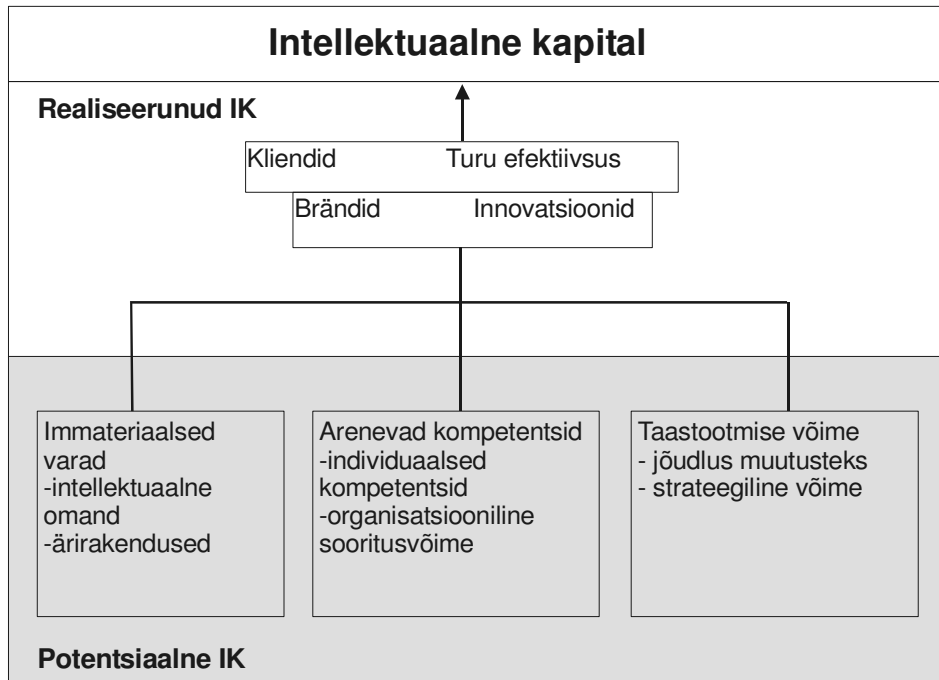 Intellektuaalne kapital
Realiseerunud IK
Kliendid Turu efektiivsus
Brändid Innovatsioonid
Immateriaalsed
varad
-intellektuaalne
omand
-ärirakendused
Arenevad kompetentsid
-individuaalsed
kompetentsid
-organisatsiooniline
sooritusvõime
Taastootmise võime
- jõudlus muutusteks
- strateegiline võime
Potentsiaalne IK